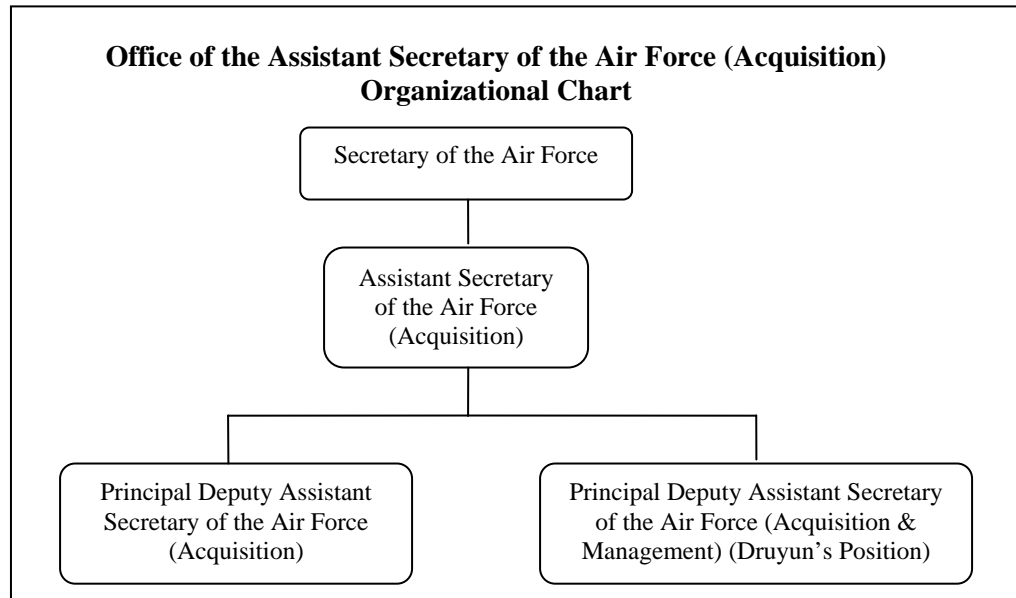 Office of the Assistant Secretary of the Air Force (Acquisition)
Organizational Chart
Secretary of the Air Force
Assistant Secretary
of the Air Force
(Acquisition)
Principal Deputy Assistant
Secretary of the Air Force
(Acquisition)
Principal Deputy Assistant Secretary
of the Air Force (Acquisition &
Management) (Druyun’s Position)